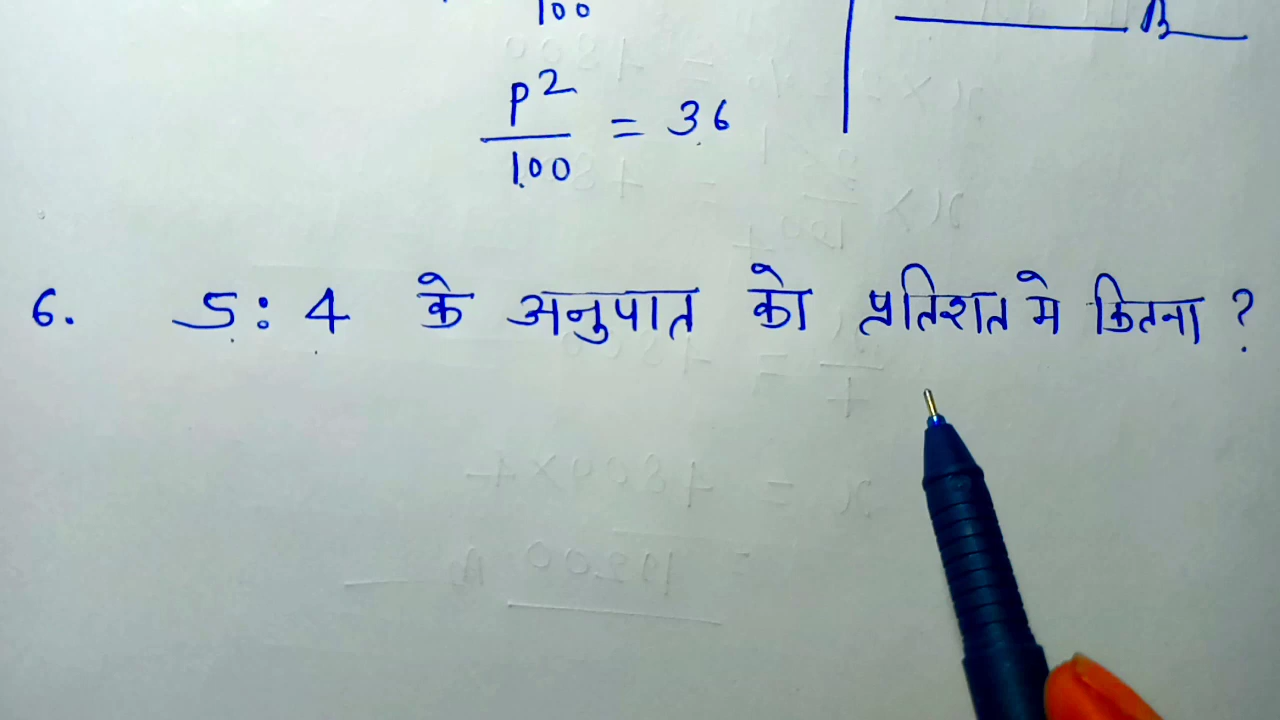 100
B
p²
100
= 36
6. 5 : 4 के अनुपात को प्रतिशत मे कितना ?